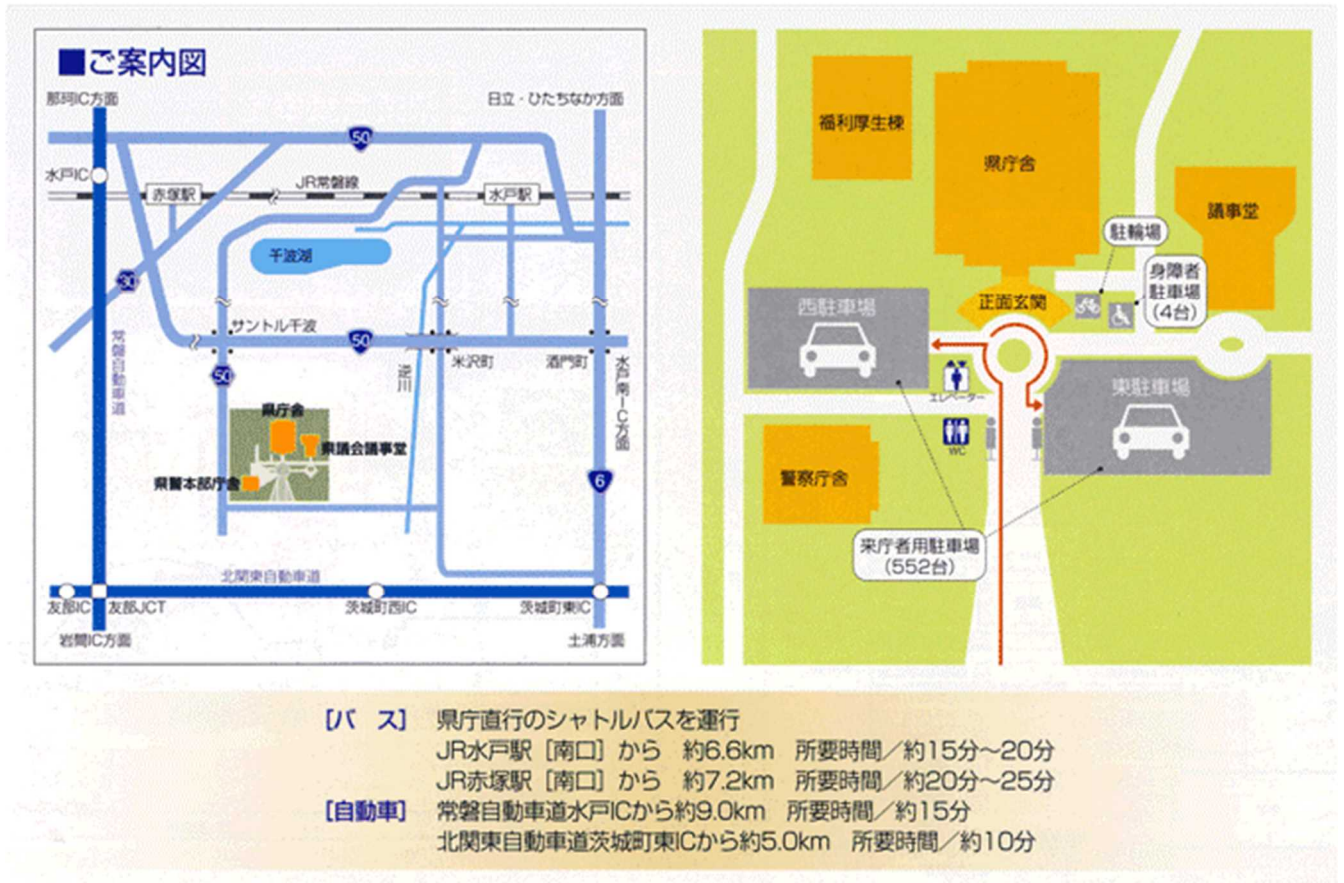 ■ご案内図
那珂IC方面
日立・ひたちなか方面
50
水戸IC
赤塚駅
JR常磐線
水戸駅
千波湖
30
サントル千波
50
常磐自動車道
50
逆川
米沢町
酒門町
水戸南IC方面
県庁舎
県議会議事堂
県警本部庁舎
6
北関東自動車道
友部IC
友部JCT
茨城町西IC
茨城町東IC
岩間IC方面
土浦方面
福利厚生棟
県庁舎
議事堂
駐輪場
身障者
駐車場
(4台)
西駐車場
正面玄関
東駐車場
エレベーター
WC
警察庁舎
来庁者用駐車場
(552台)
[バ　ス]　県庁直行のシャトルバスを運行
JR水戸駅［南口］から　約6.6km　所要時間／約15分～20分
JR赤塚駅［南口］から　約7.2km　所要時間／約20分～25分
[自動車]　常磐自動車道水戸ICから約9.0km　所要時間／約15分
北関東自動車道茨城町東ICから約5.0km　所要時間／約10分